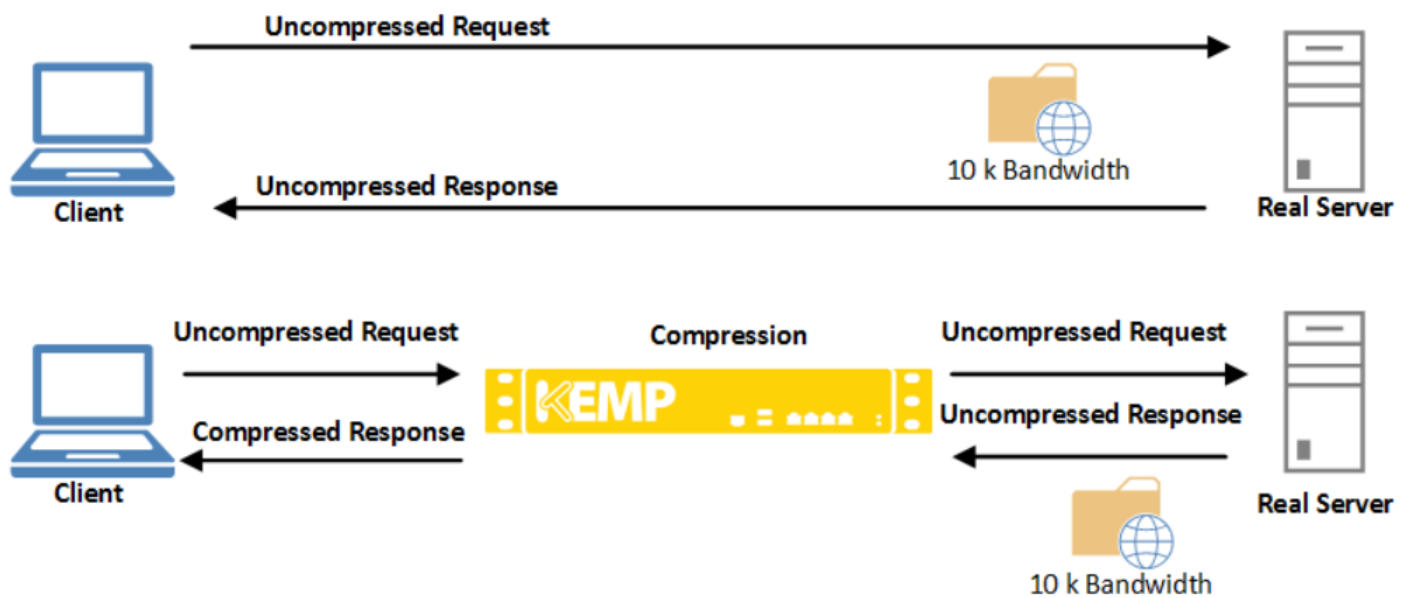 Uncompressed Request
10 k Bandwidth
Uncompressed Response
Client
Real Server
Uncompressed Request
Compression
Uncompressed Request
KEMP
Compressed Response
Uncompressed Response
Client
Real Server
10 k Bandwidth